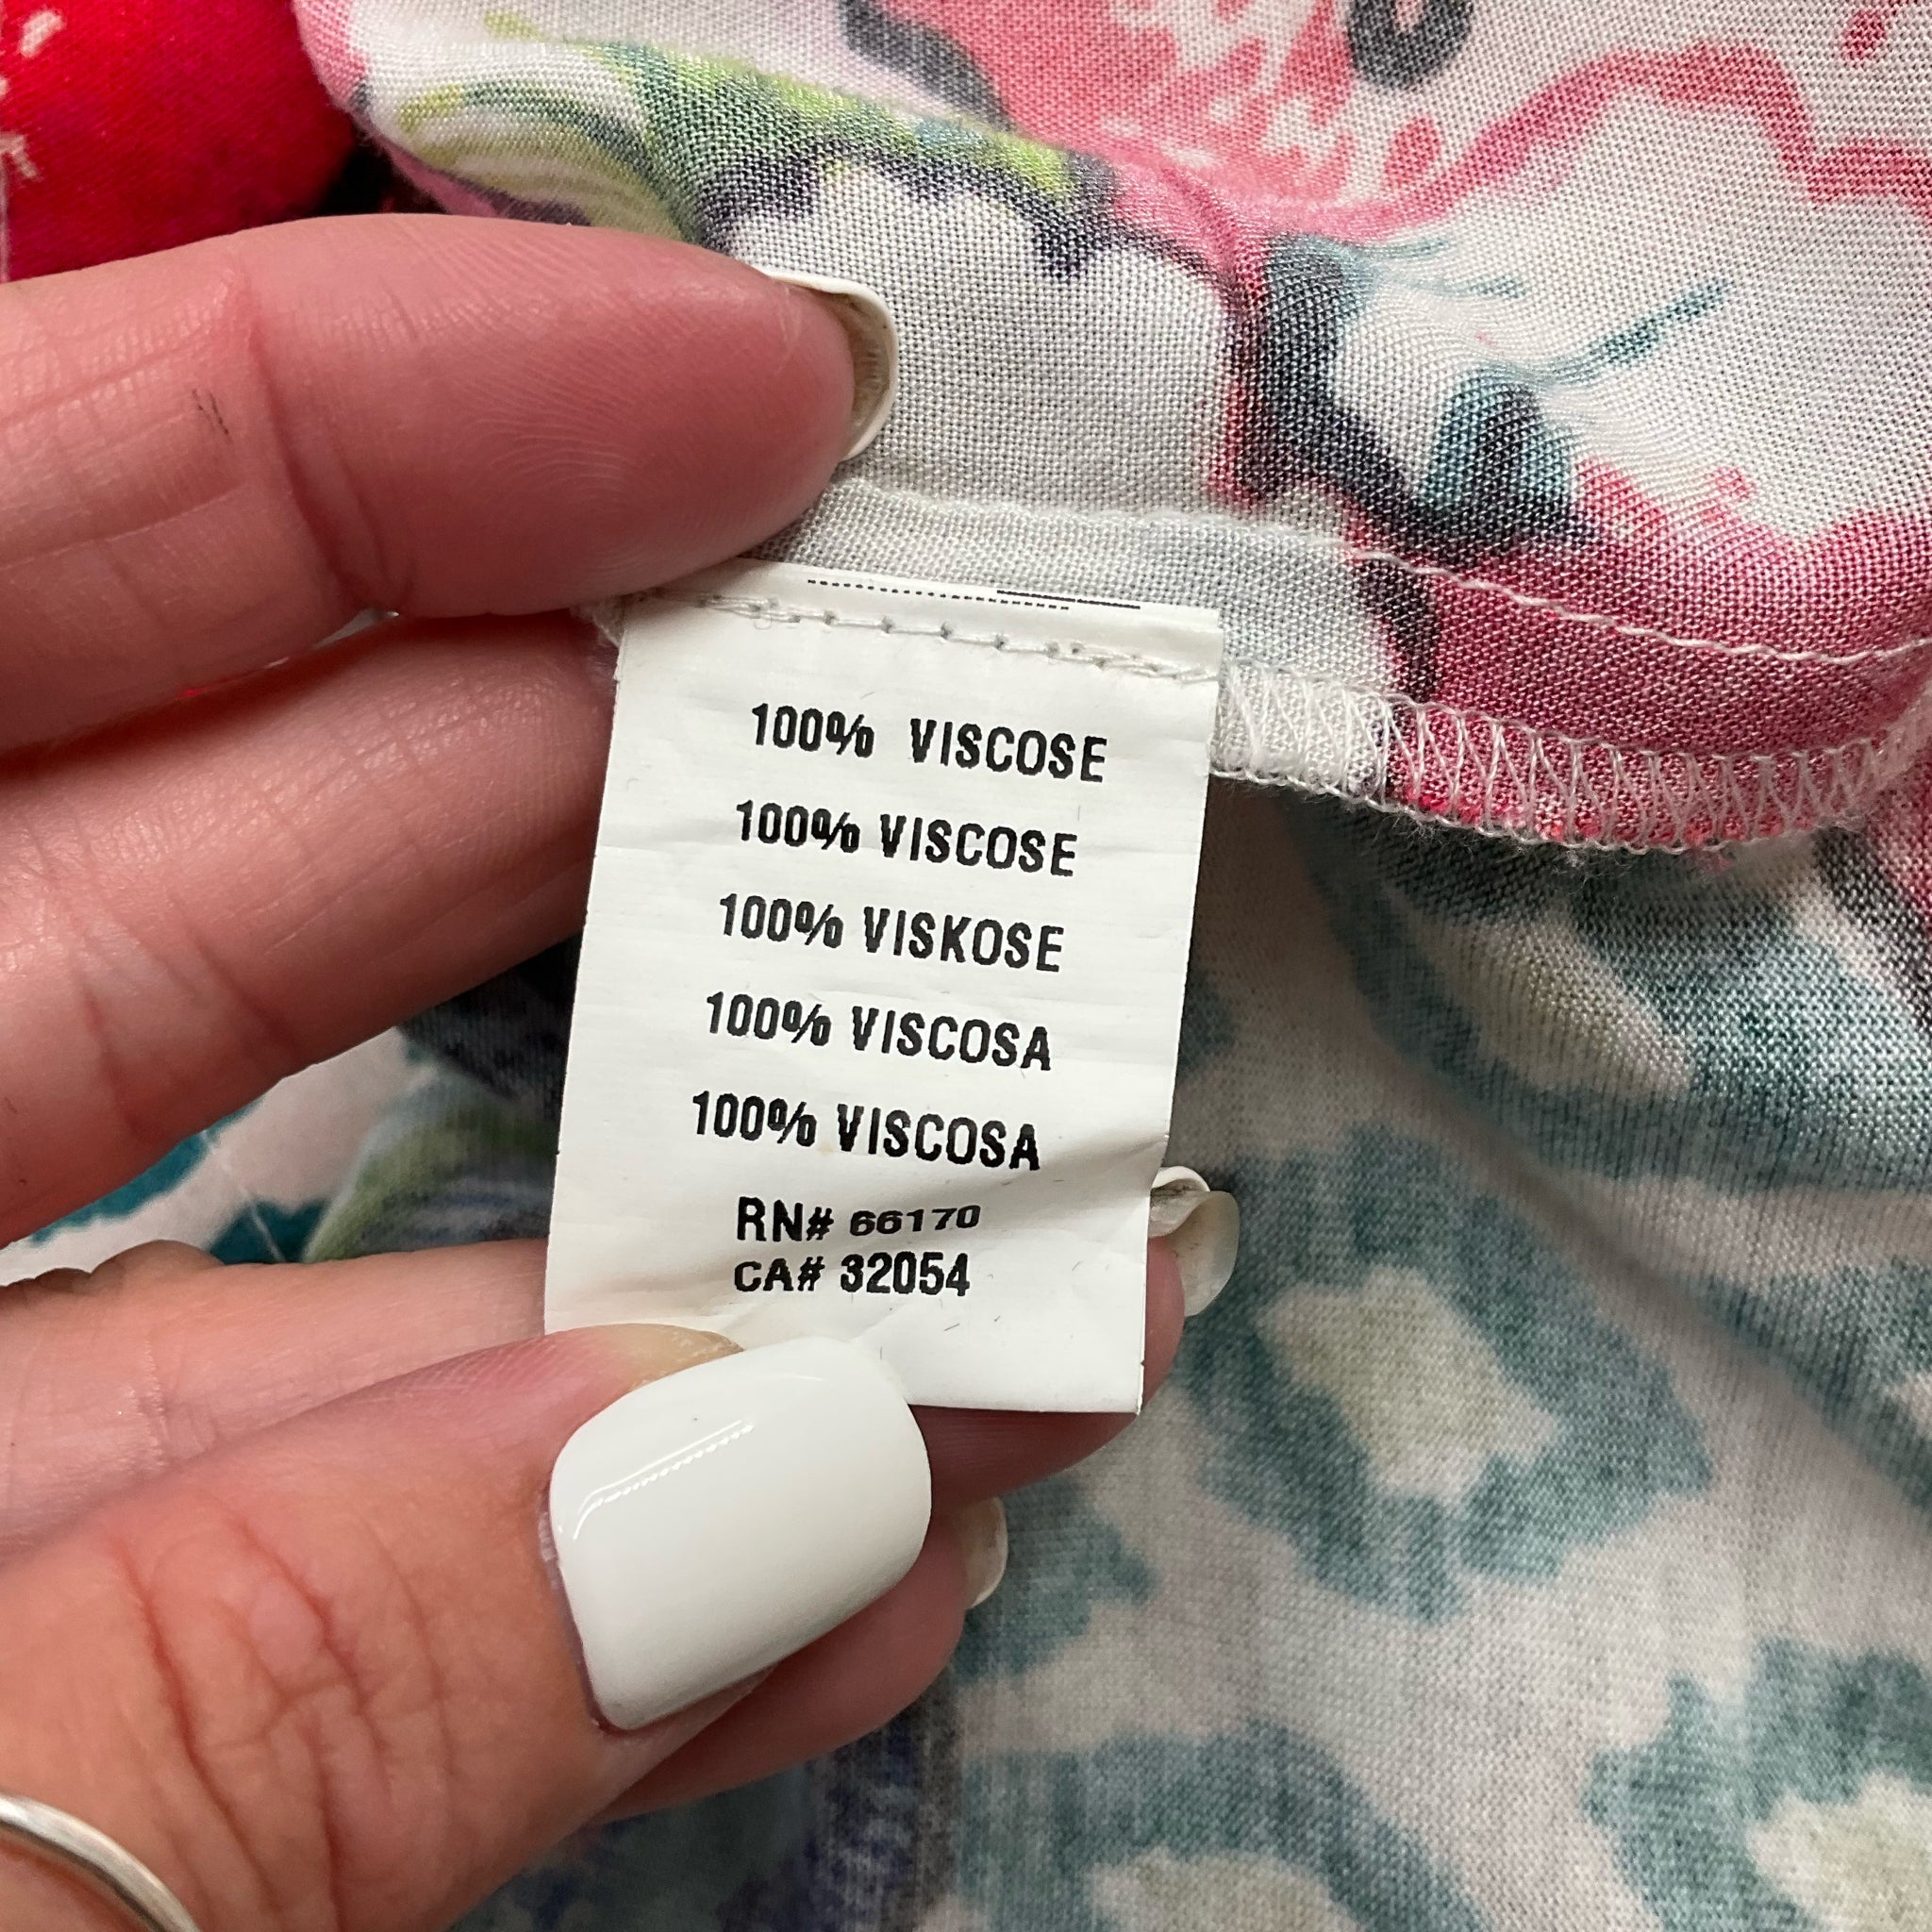 100% VISCOSE
100% VISCOSE
100% VISKOSE
100% VISCOSA
100% VISCOSA
RN# 66170
CA# 32054